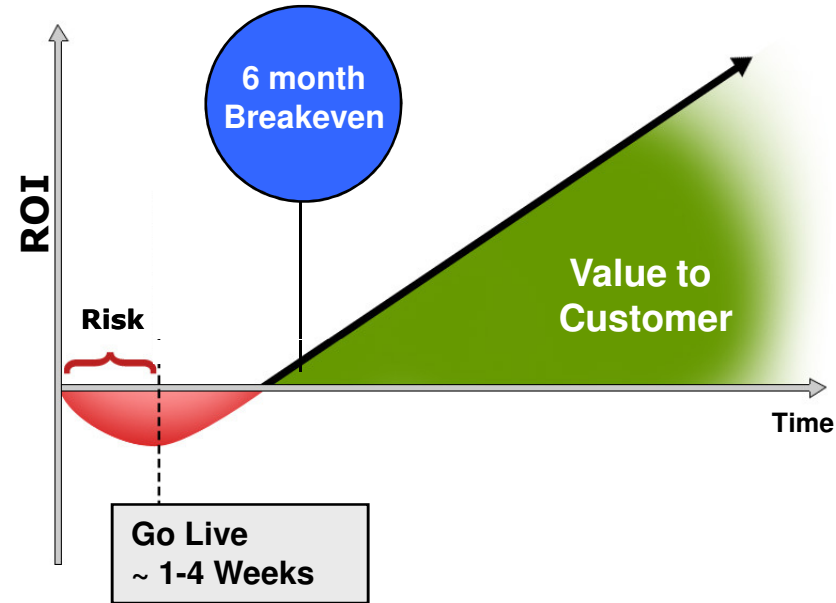 6 month
Breakeven
ROI
Value to
Customer
Risk
Time
Go Live
~ 1-4 Weeks